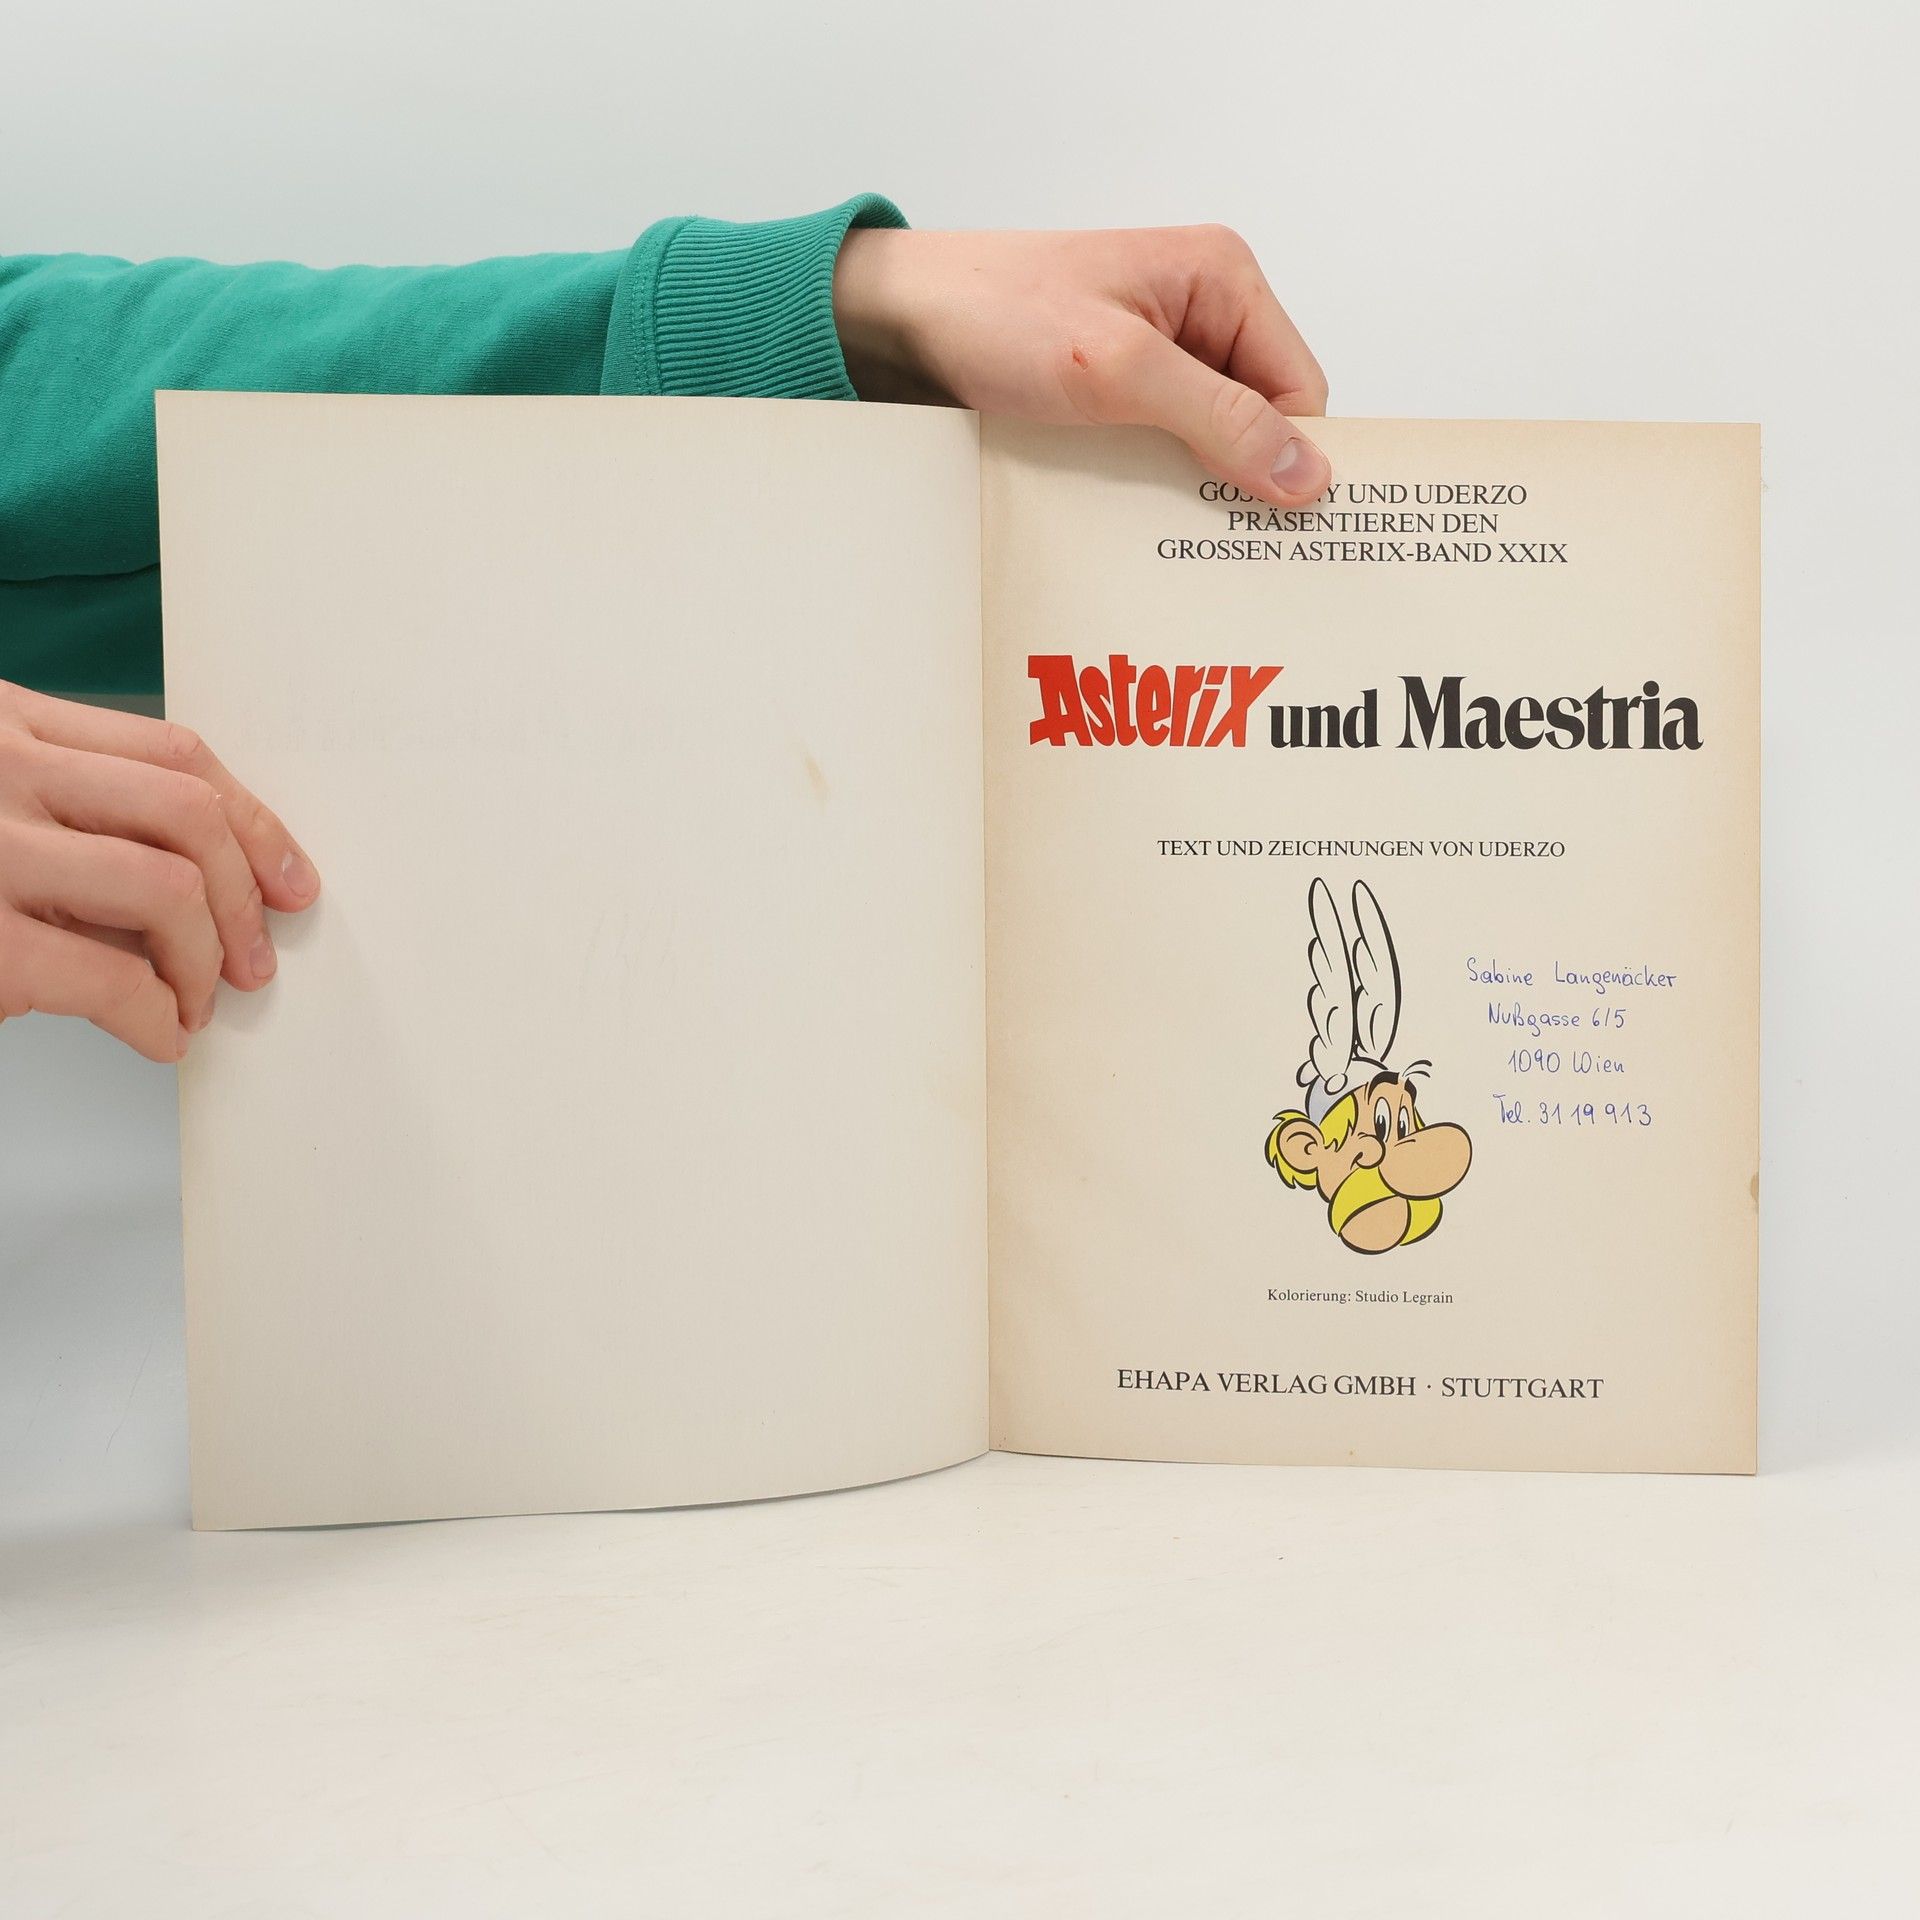 GOSCINNY UND UDERZO
PRÄSENTIEREN DEN
GROSSEN ASTERIX-BAND XXIX
Asterix und Maestria
TEXT UND ZEICHNUNGEN VON UDERZO
Sabine Langenäcker
Nußgasse 6/5
1090 Wien
Tel. 31 19 913
Kolorierung: Studio Legrain
EHAPA VERLAG GMBH · STUTTGART